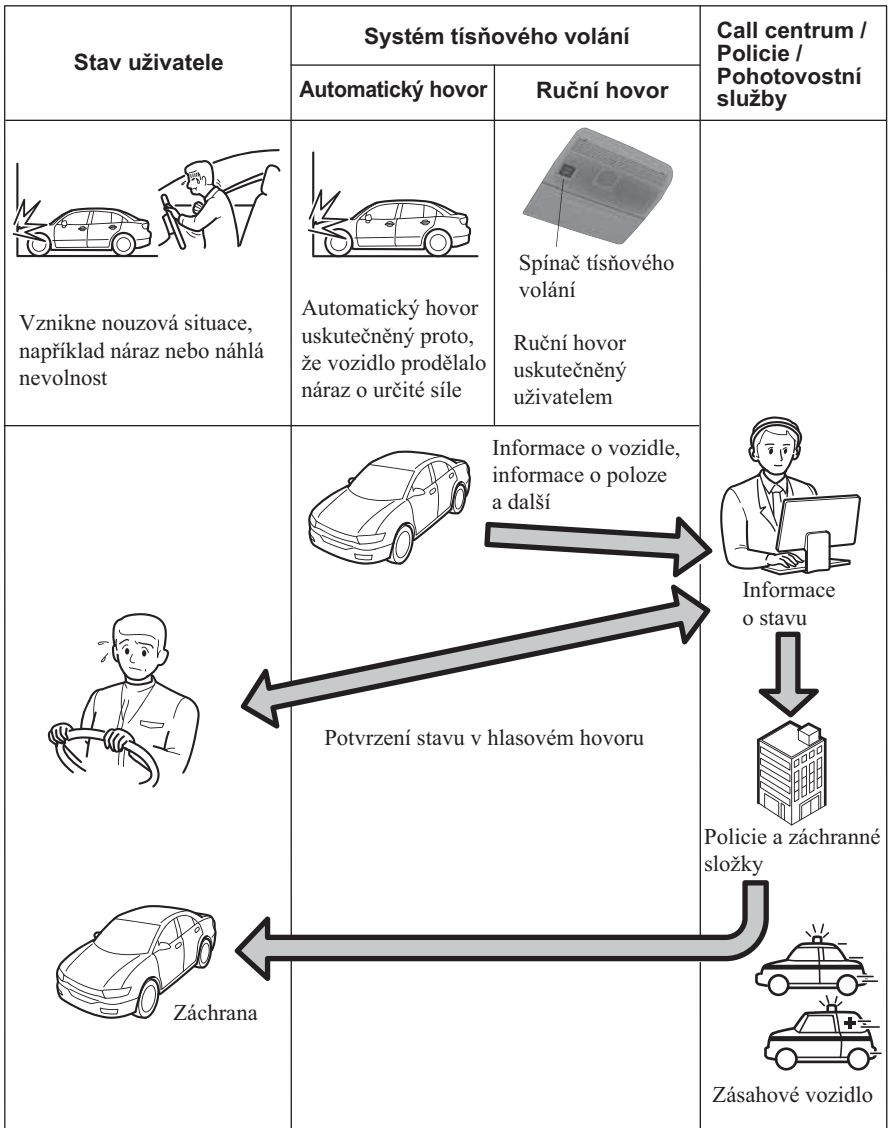 Stav uživatele
Systém tísňového volání
Automatický hovor
Ruční hovor
Call centrum /
Policie /
Pohotovostní
služby
Vznikne nouzová situace,
například náraz nebo náhlá
nevolnost
Automatický hovor
uskutečněný proto,
že vozidlo prodělalo
náraz o určité síle
Spínač tísňového
volání
Ruční hovor
uskutečněný
uživatelem
Informace o vozidle,
informace o poloze
a další
Informace
o stavu
Potvrzení stavu v hlasovém hovoru
Policie a záchranné
složky
Záchrana
Zásahové vozidlo